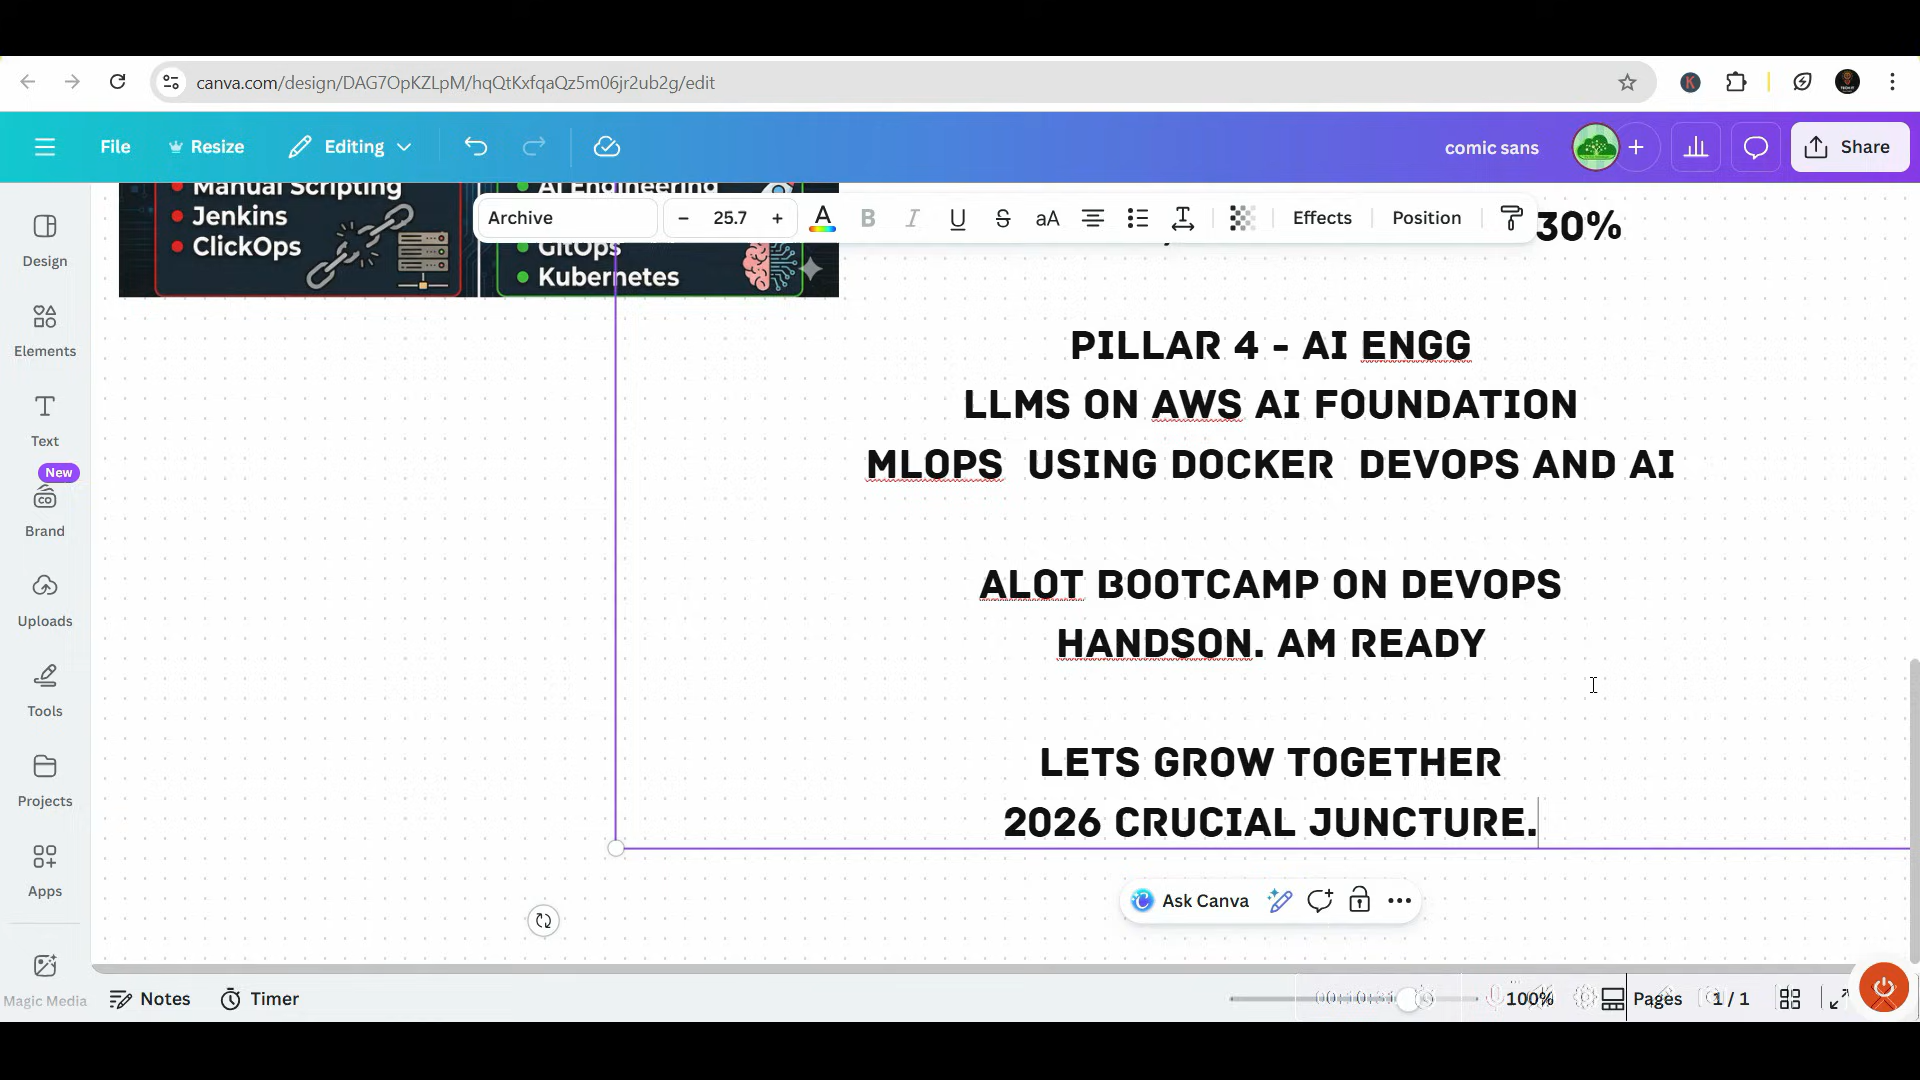 canva.com/design/DAG7OpKZLpM/hqQtKxfqaQz5m06jr2ub2g/edit
K
File
Resize
Editing
comic sans
Share
Design
Elements
Text
New
Brand
Uploads
Tools
Projects
Apps
Magic Media
Manual Scripting
Jenkins
ClickOps
AI Engineering
GitOps
Kubernetes
Archive
25.7
A
B
I
U
S
aA
Effects
Position
30%
PILLAR 4 - AI ENGG
LLMS ON AWS AI FOUNDATION
MLOPS  USING DOCKER  DEVOPS AND AI
ALOT BOOTCAMP ON DEVOPS
HANDSON. AM READY
LETS GROW TOGETHER
2026 CRUCIAL JUNCTURE.
Ask Canva
Notes
Timer
100%
Pages
1 / 1